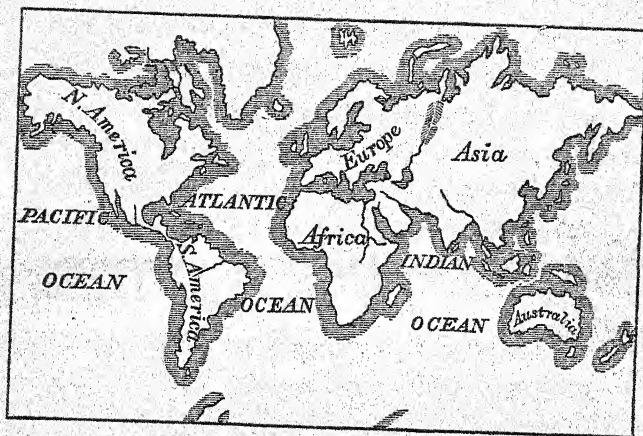 N. America
Europe
Asia
PACIFIC
ATLANTIC
Africa
INDIAN
OCEAN
S. America
OCEAN
OCEAN
Australia